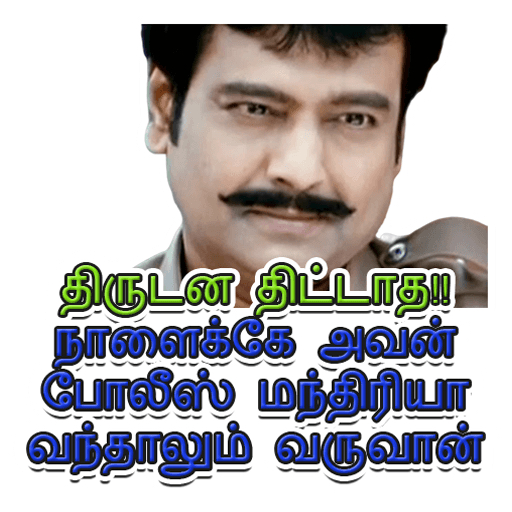 திருடன திட்டாத!!
நாளைக்கே அவன்
போலீஸ் மந்திரியா
வந்தாலும் வருவான்